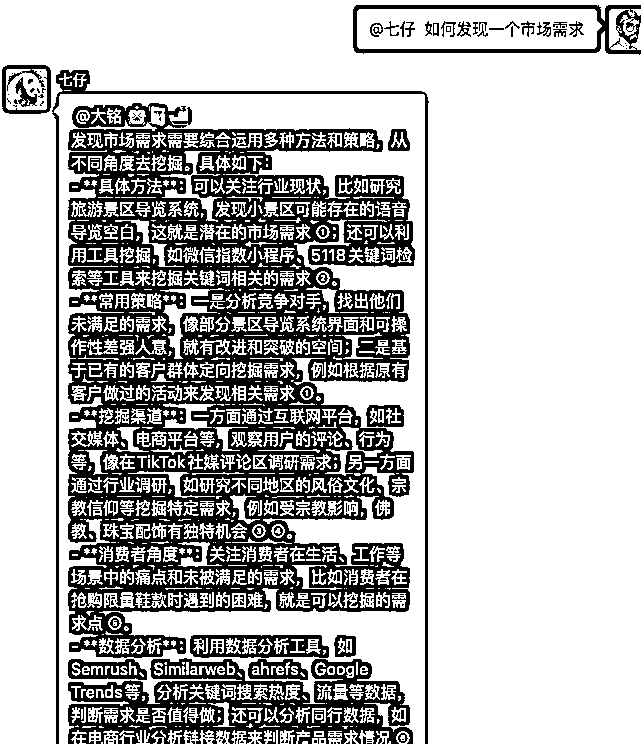 @七仔 如何发现一个市场需求
七仔
@大铭
发现市场需求需要综合运用多种方法和策略，从
不同角度去挖掘，具体如下：
-**具体方法**：可以关注行业现状，比如研究
旅游景区导览系统，发现小景区可能存在的语音
导览空白，这就是潜在的市场需求①；还可以利
用工具挖掘，如微信指数小程序、5118关键词检
索等工具来挖掘关键词相关的需求②。
-**常用策略**：一是分析竞争对手，找出他们
未满足的需求，像部分景区导览系统界面和可操
作性差强人意，就有改进和突破的空间；二是基
于已有的客户群体定向挖掘需求，例如根据原有
客户做过的活动来发现相关需求①。
-**挖掘渠道**：一方面通过互联网平台，如社
交媒体、电商平台等，观察用户的评论、行为
等，像在TikTok社媒评论区调研需求；另一方面
通过行业调研，如研究不同地区的风俗文化、宗
教信仰等挖掘特定需求，例如受宗教影响，佛
教、珠宝配饰有独特机会③④。
-**消费者角度**：关注消费者在生活、工作等
场景中的痛点和未被满足的需求，比如消费者在
抢购限量鞋款时遇到的困难，就是可以挖掘的需
求点⑤。
-**数据分析**：利用数据分析工具，如
Semrush、Similarweb、ahrefs、Google
Trends等，分析关键词搜索热度、流量等数据，
判断需求是否值得做；还可以分析同行数据，如
在电商行业分析链接数据来判断产品需求情况⑥